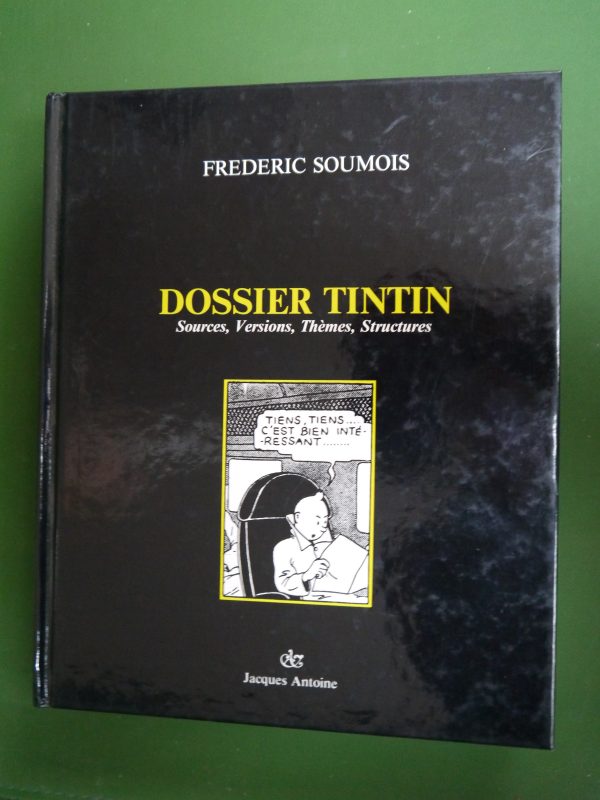 FREDERIC SOUMOIS
DOSSIER TINTIN
Sources, Versions, Thèmes, Structures
TIENS, TIENS.....
C'EST BIEN INTÉ-
-RESSANT........
Jacques Antoine